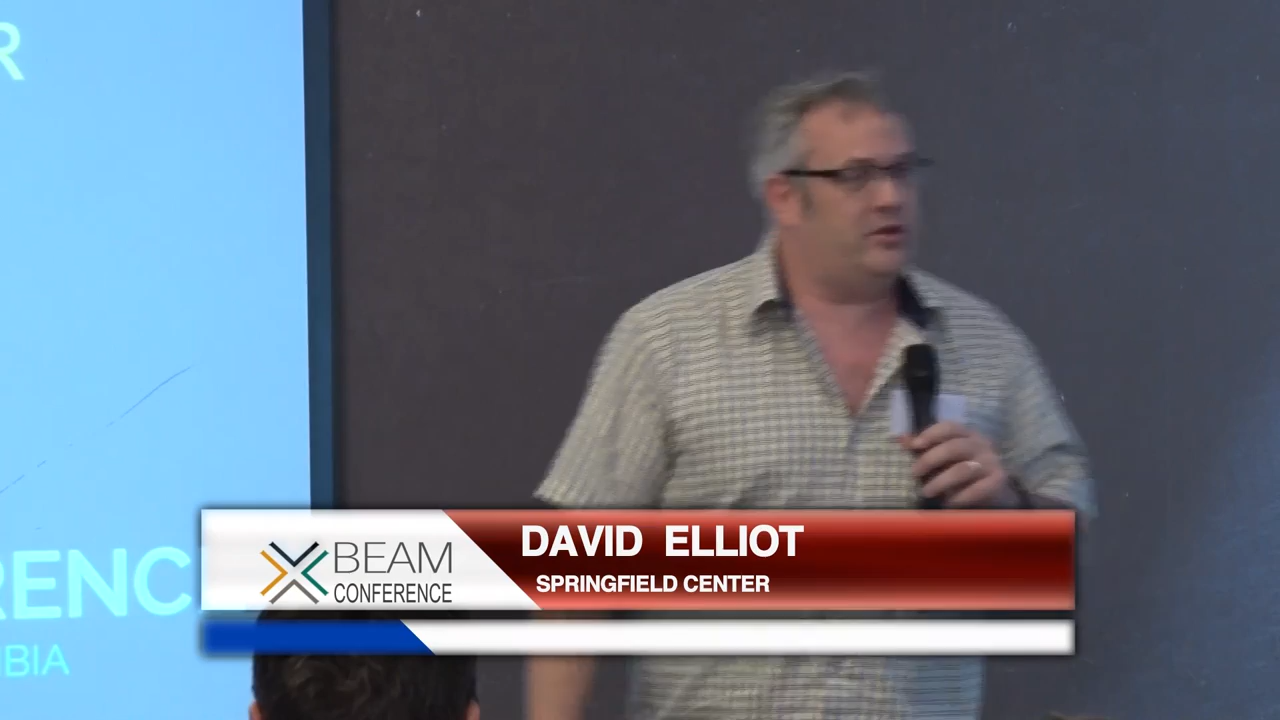 R
RENC
BIA
DAVID ELLIOT
SPRINGFIELD CENTER
BEAM
CONFERENCE